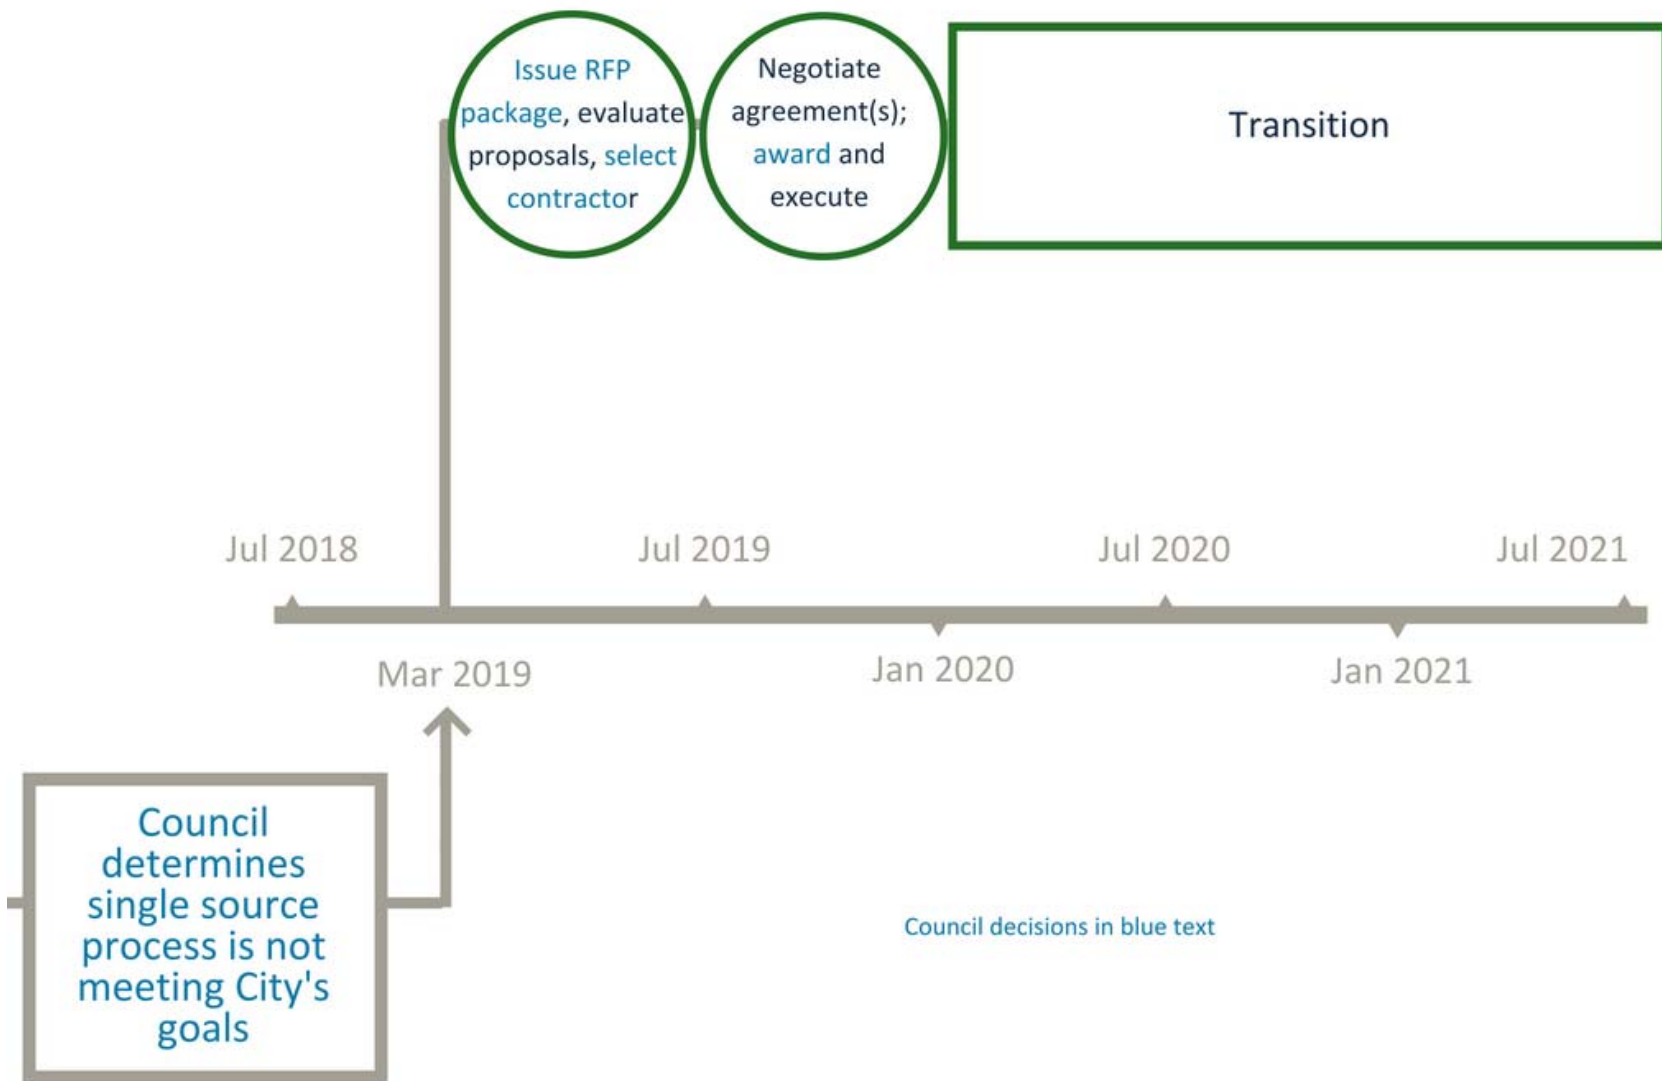 Issue RFP
package, evaluate
proposals, select
contractor
Negotiate
agreement(s);
award and
execute
Transition
Jul 2018
Jul 2019
Jul 2020
Jul 2021
Mar 2019
Jan 2020
Jan 2021
Council
determines
single source
process is not
meeting City's
goals
Council decisions in blue text